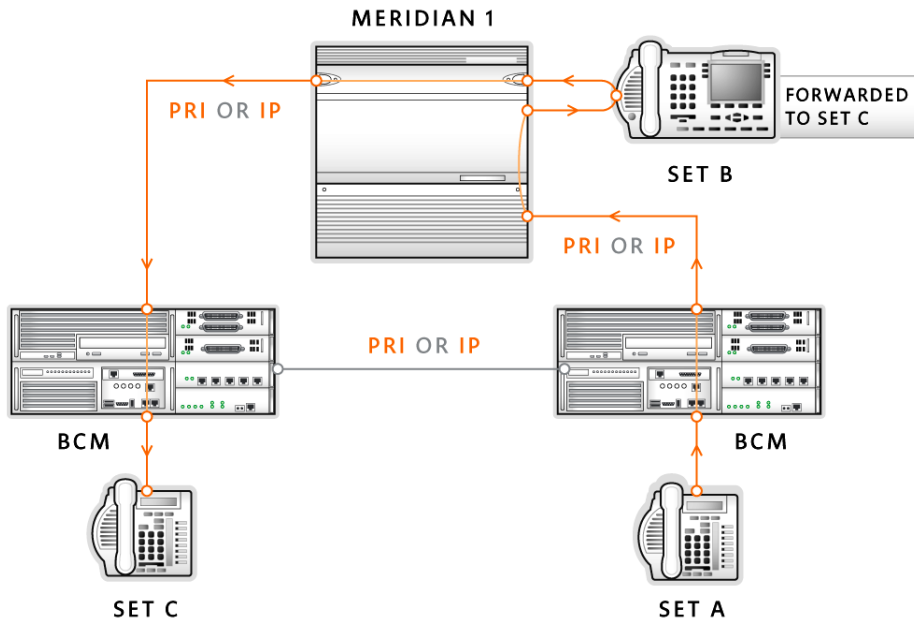 MERIDIAN 1
PRI OR IP
FORWARDED
TO SET C
SET B
PRI OR IP
PRI OR IP
BCM
BCM
SET C
SET A